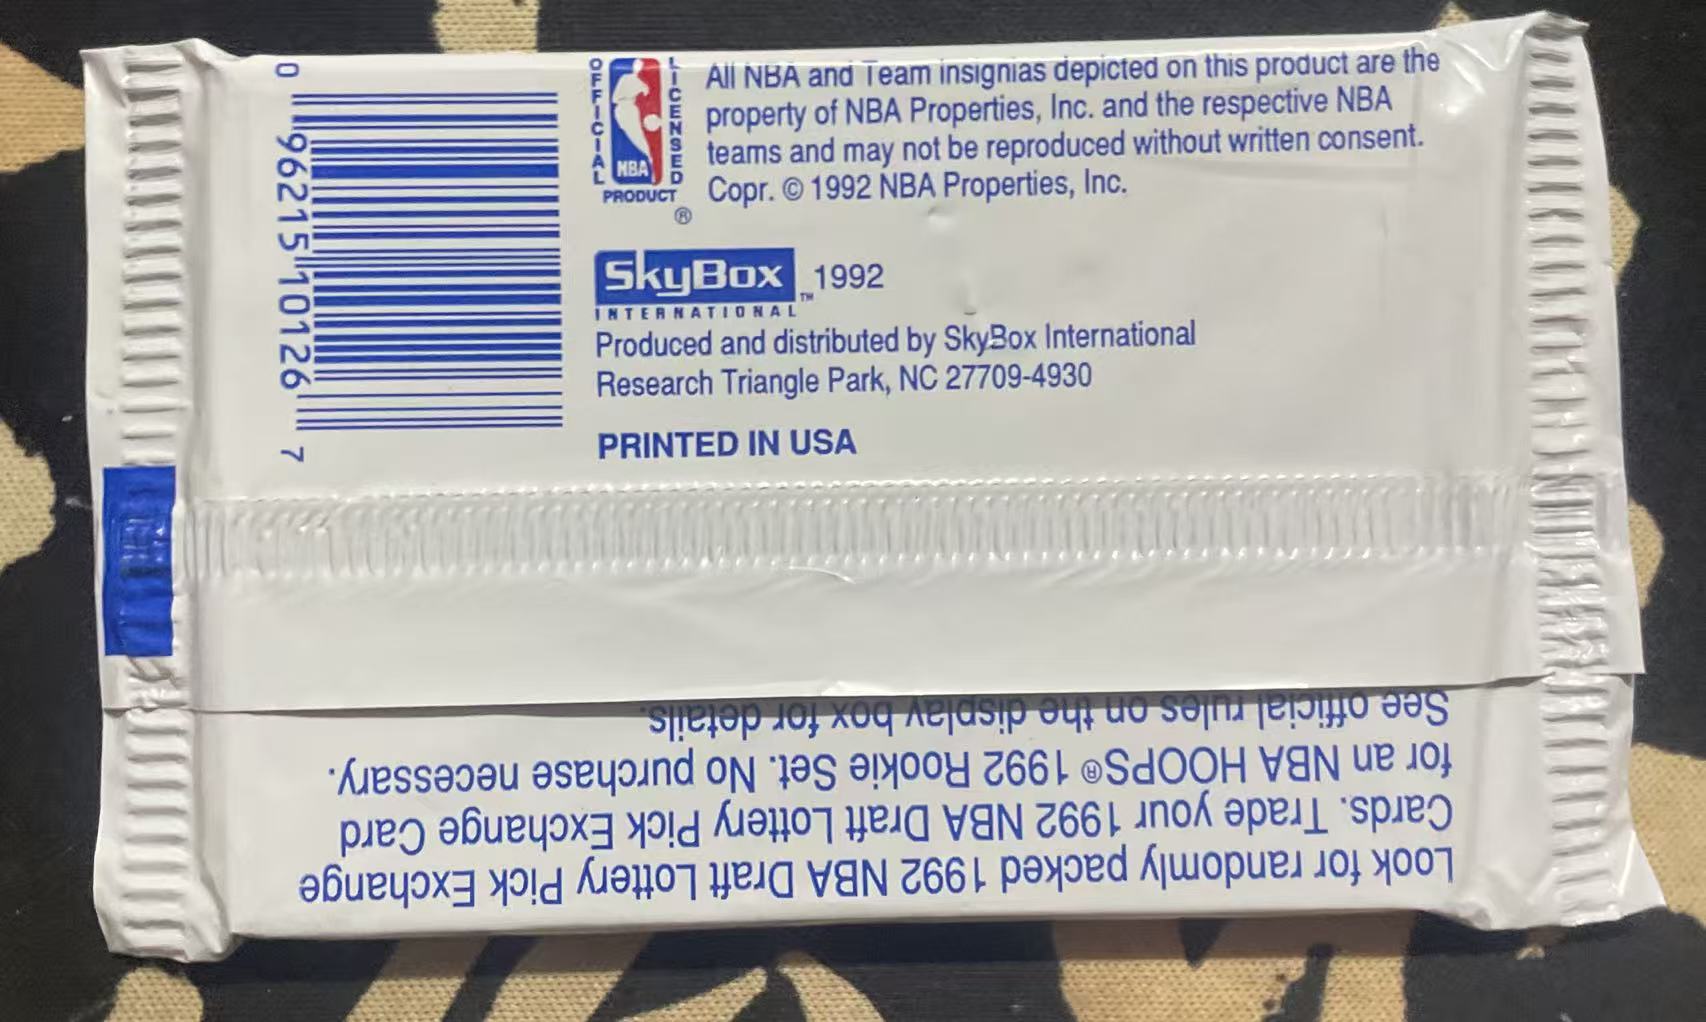 0 96215 10126 7
OFFICIAL
LICENSED
NBA
PRODUCT
®
All NBA and Team insignias depicted on this product are the
property of NBA Properties, Inc. and the respective NBA
teams and may not be reproduced without written consent.
Copr. © 1992 NBA Properties, Inc.
SkyBox ™ 1992
INTERNATIONAL
Produced and distributed by SkyBox International
Research Triangle Park, NC 27709-4930
PRINTED IN USA
Look for randomly packed 1992 NBA Draft Lottery Pick Exchange
Cards. Trade your 1992 NBA Draft Lottery Pick Exchange Card
for an NBA HOOPS® 1992 Rookie Set. No purchase necessary.
See official rules on the display box for details.